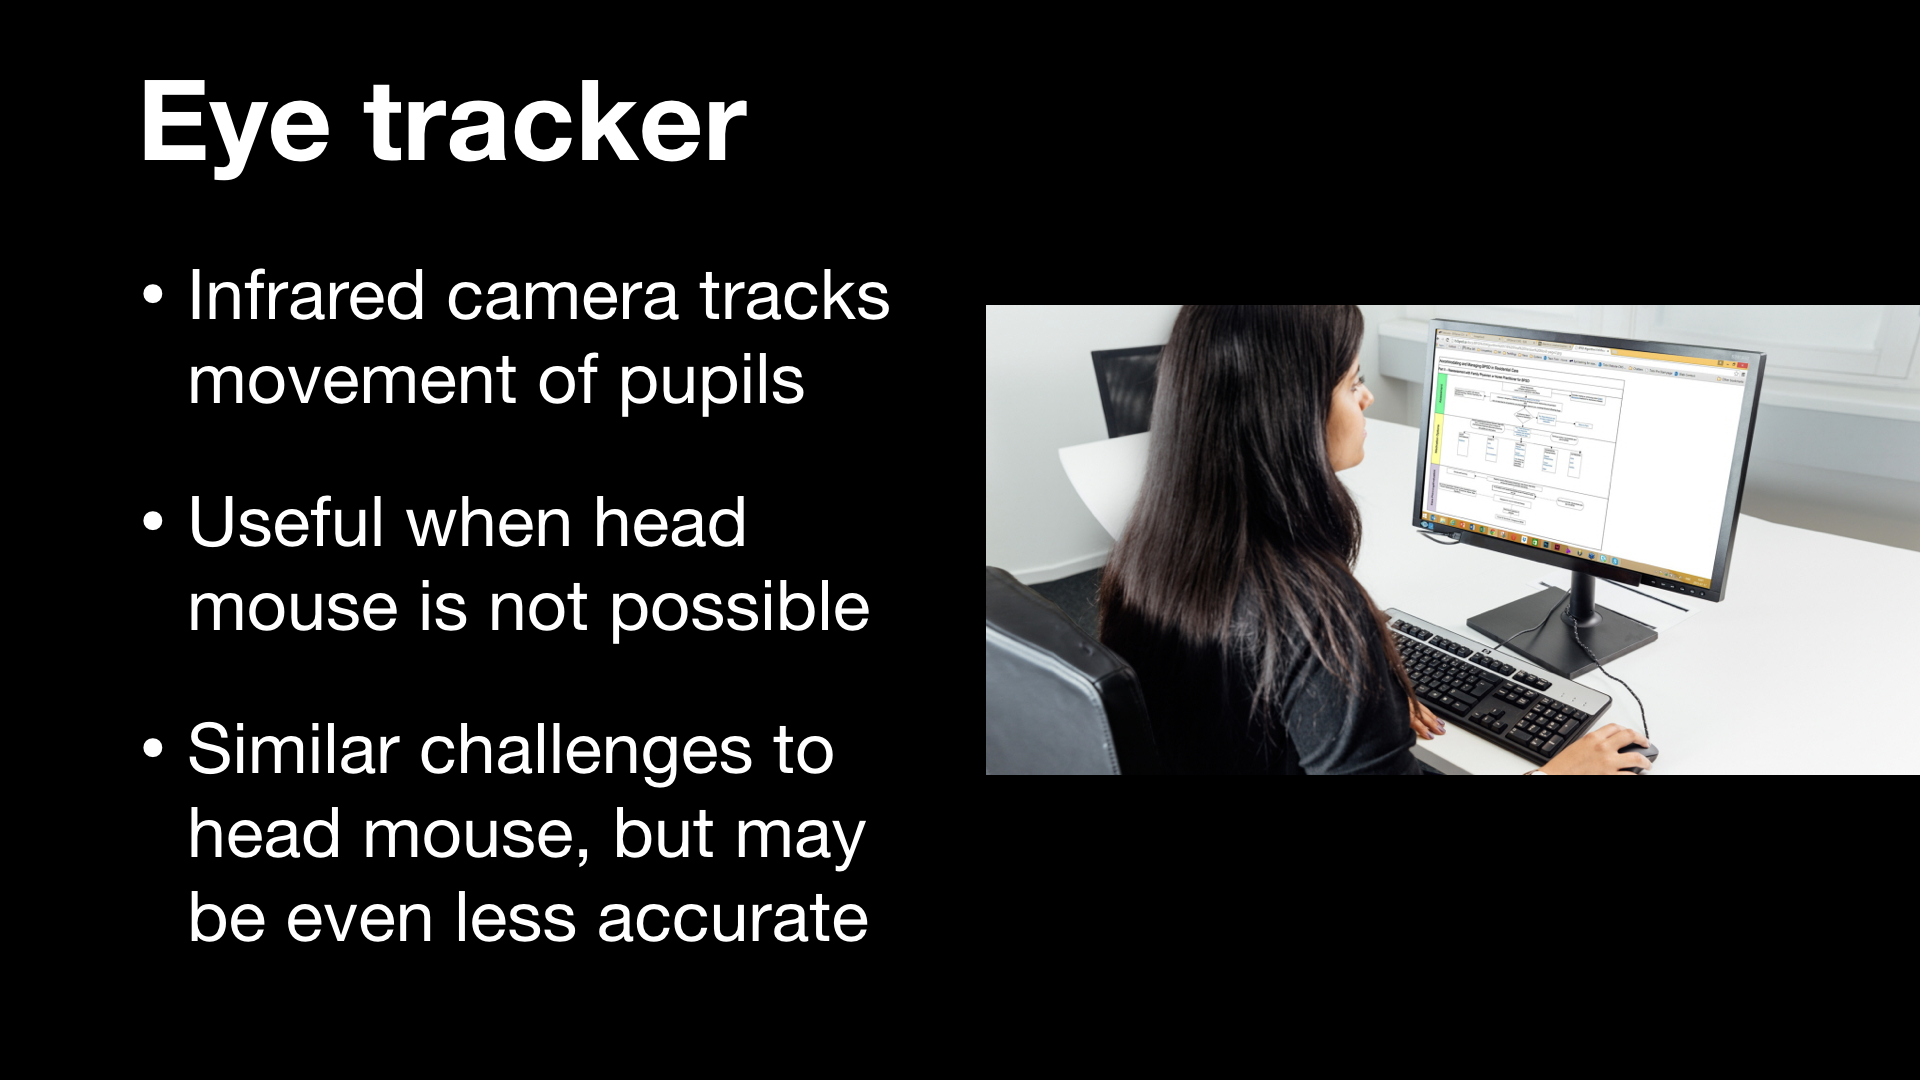 Eye tracker
• Infrared camera tracks
movement of pupils
• Useful when head
mouse is not possible
• Similar challenges to
head mouse, but may
be even less accurate